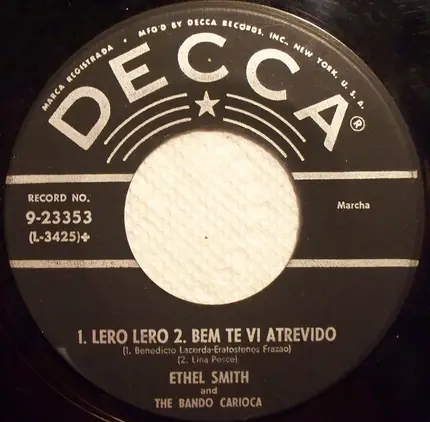 MARCA REGISTRADA • MFG'D BY DECCA RECORDS, INC., NEW YORK, U. S. A.
DECCA®
RECORD NO.
9-23353
(L-3425)+
Marcha
1. LERO LERO 2. BEM TE VI ATREVIDO
(1. Benedicto Lacerda-Eratostenes Frazao)
(2. Lina Pesce)
ETHEL SMITH
and
THE BANDO CARIOCA